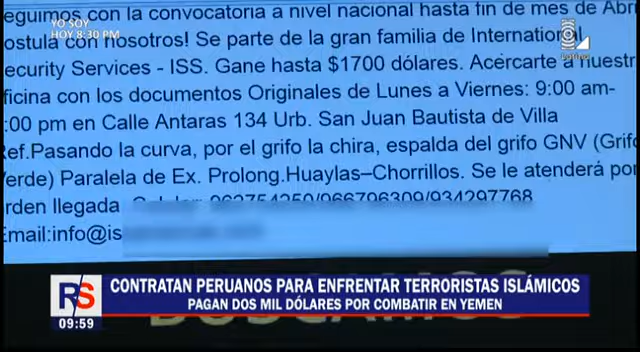 eguimos con la convocatoria a nivel nacional hasta fin de mes de Abr
YO SOY
HOY 8:30 PM
ostula con nosotros! Se parte de la gran familia de International
ecurity Services - ISS. Gane hasta $1700 dólares. Acércarte a nuestr
ficina con los documentos Originales de Lunes a Viernes: 9:00 am-
:00 pm en Calle Antaras 134 Urb. San Juan Bautista de Villa
Ref.Pasando la curva, por el grifo la chira, espalda del grifo GNV (Grifo
verde) Paralela de Ex. Prolong.Huaylas–Chorrillos. Se le atenderá por
rden llegada
Email:info@is
CONTRATAN PERUANOS PARA ENFRENTAR TERRORISTAS ISLÁMICOS
PAGAN DOS MIL DÓLARES POR COMBATIR EN YEMEN
R/S
09:59